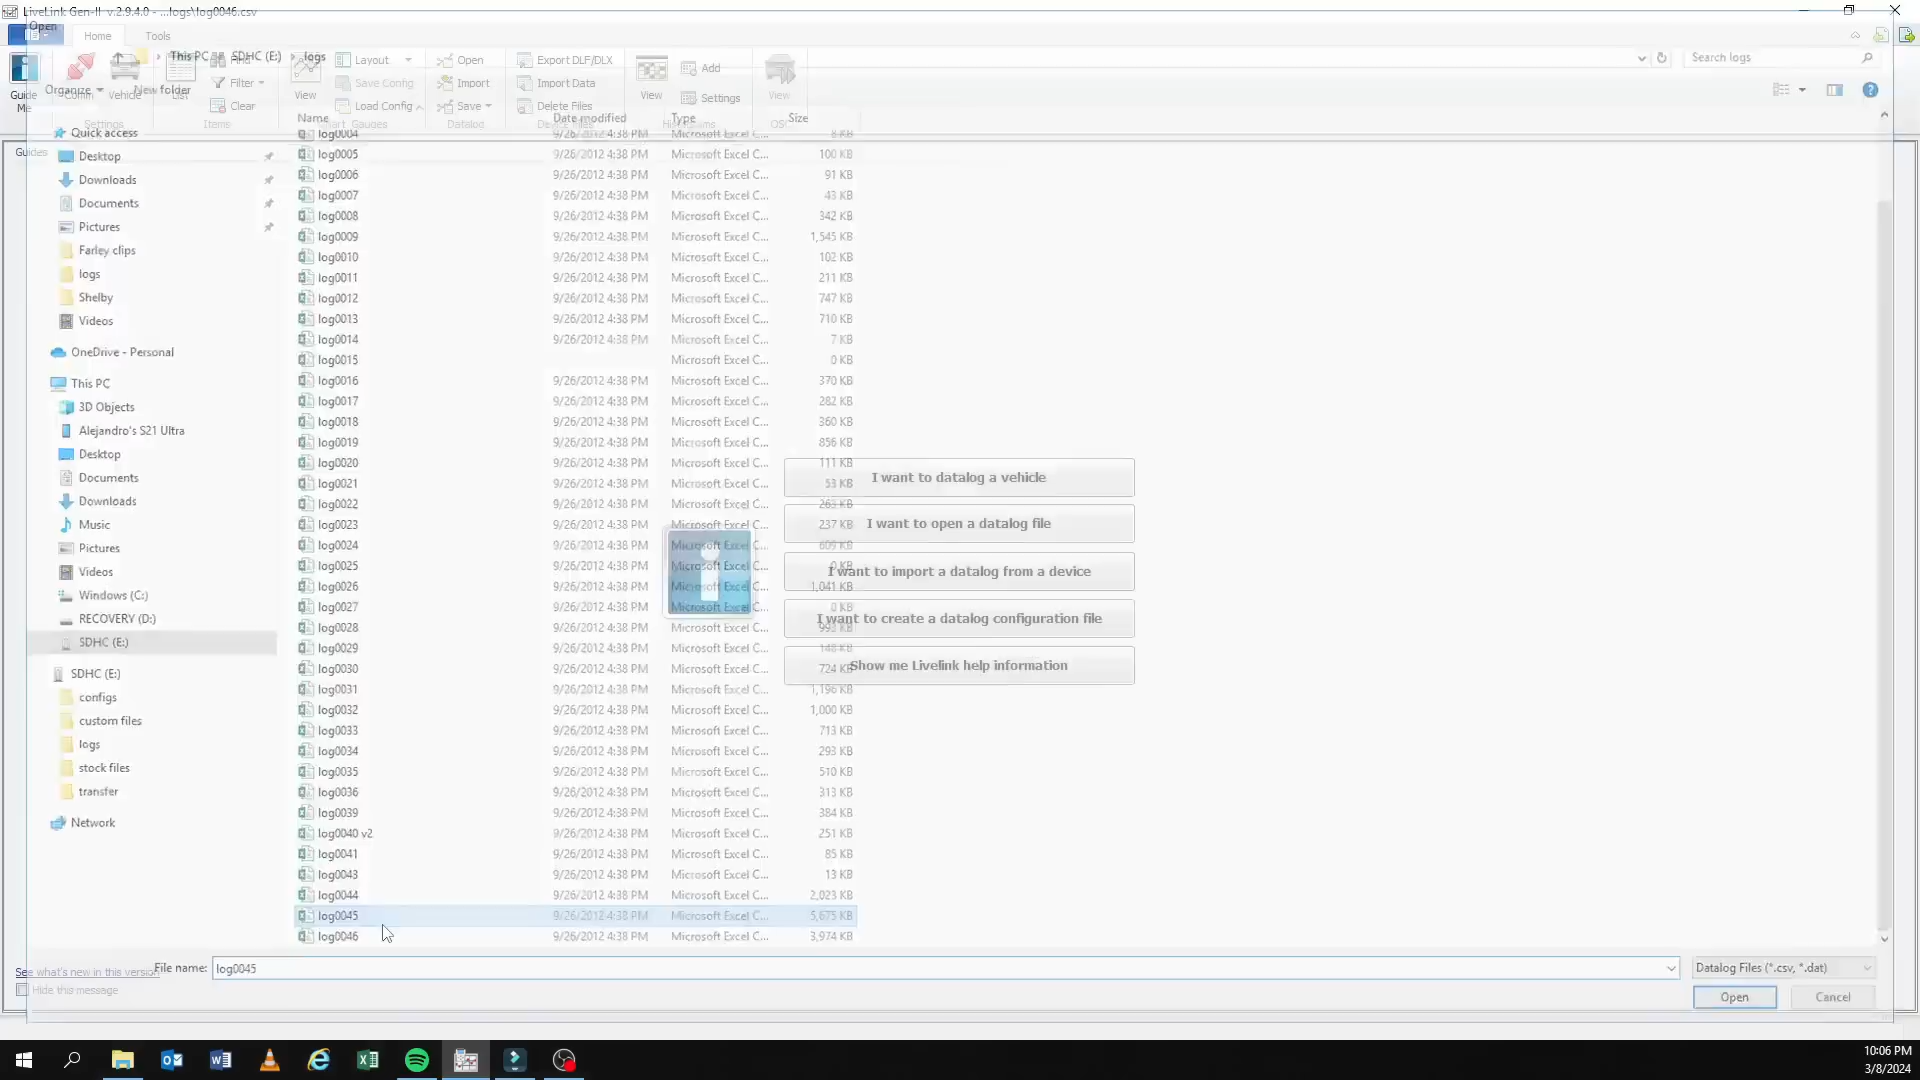 LiveLink Gen-II v.2.9.4.0 - ...logs\log0046.csv
Open
Home
Tools
This PC
SDHC (E:)
logs
Search logs
Guide Me
Comm
Vehicle
List
Filter
Clear
View
Layout
Save Config
Load Config
Open
Import
Save
Export DLF/DLX
Import Data
Delete Files
View
Add
Settings
View
Organize
New folder
Settings
Items
Smart Gauges
Datalog
Device Files
Histograms
Name
Date modified
Type
Size
Guides
Quick access
Desktop
Downloads
Documents
Pictures
Farley clips
logs
Shelby
Videos
OneDrive - Personal
This PC
3D Objects
Alejandro's S21 Ultra
Desktop
Documents
Downloads
Music
Pictures
Videos
Windows (C:)
RECOVERY (D:)
SDHC (E:)
SDHC (E:)
configs
custom files
logs
stock files
transfer
Network
log0004 9/26/2012 4:38 PM Microsoft Excel C... 8 KB
log0005 9/26/2012 4:38 PM Microsoft Excel C... 100 KB
log0006 9/26/2012 4:38 PM Microsoft Excel C... 91 KB
log0007 9/26/2012 4:38 PM Microsoft Excel C... 43 KB
log0008 9/26/2012 4:38 PM Microsoft Excel C... 342 KB
log0009 9/26/2012 4:38 PM Microsoft Excel C... 1,545 KB
log0010 9/26/2012 4:38 PM Microsoft Excel C... 102 KB
log0011 9/26/2012 4:38 PM Microsoft Excel C... 211 KB
log0012 9/26/2012 4:38 PM Microsoft Excel C... 747 KB
log0013 9/26/2012 4:38 PM Microsoft Excel C... 710 KB
log0014 9/26/2012 4:38 PM Microsoft Excel C... 7 KB
log0015 Microsoft Excel C... 0 KB
log0016 9/26/2012 4:38 PM Microsoft Excel C... 370 KB
log0017 9/26/2012 4:38 PM Microsoft Excel C... 282 KB
log0018 9/26/2012 4:38 PM Microsoft Excel C... 360 KB
log0019 9/26/2012 4:38 PM Microsoft Excel C... 856 KB
log0020 9/26/2012 4:38 PM Microsoft Excel C... 111 KB
log0021 9/26/2012 4:38 PM Microsoft Excel C... 53 KB
log0022 9/26/2012 4:38 PM Microsoft Excel C... 263 KB
log0023 9/26/2012 4:38 PM Microsoft Excel C... 237 KB
log0024 9/26/2012 4:38 PM Microsoft Excel C... 609 KB
log0025 9/26/2012 4:38 PM Microsoft Excel C... 0 KB
log0026 9/26/2012 4:38 PM Microsoft Excel C... 1,041 KB
log0027 9/26/2012 4:38 PM Microsoft Excel C... 0 KB
log0028 9/26/2012 4:38 PM Microsoft Excel C... 993 KB
log0029 9/26/2012 4:38 PM Microsoft Excel C... 148 KB
log0030 9/26/2012 4:38 PM Microsoft Excel C... 724 KB
log0031 9/26/2012 4:38 PM Microsoft Excel C... 1,196 KB
log0032 9/26/2012 4:38 PM Microsoft Excel C... 1,000 KB
log0033 9/26/2012 4:38 PM Microsoft Excel C... 713 KB
log0034 9/26/2012 4:38 PM Microsoft Excel C... 293 KB
log0035 9/26/2012 4:38 PM Microsoft Excel C... 510 KB
log0036 9/26/2012 4:38 PM Microsoft Excel C... 313 KB
log0039 9/26/2012 4:38 PM Microsoft Excel C... 384 KB
log0040 v2 9/26/2012 4:38 PM Microsoft Excel C... 251 KB
log0041 9/26/2012 4:38 PM Microsoft Excel C... 85 KB
log0043 9/26/2012 4:38 PM Microsoft Excel C... 13 KB
log0044 9/26/2012 4:38 PM Microsoft Excel C... 2,023 KB
log0045 9/26/2012 4:38 PM Microsoft Excel C... 5,675 KB
log0046 9/26/2012 4:38 PM Microsoft Excel C... 3,974 KB
I want to datalog a vehicle
I want to open a datalog file
I want to import a datalog from a device
I want to create a datalog configuration file
Show me Livelink help information
See what's new in this version
Hide this message
File name: log0045
Datalog Files (*.csv, *.dat)
Open
Cancel
10:06 PM
3/8/2024